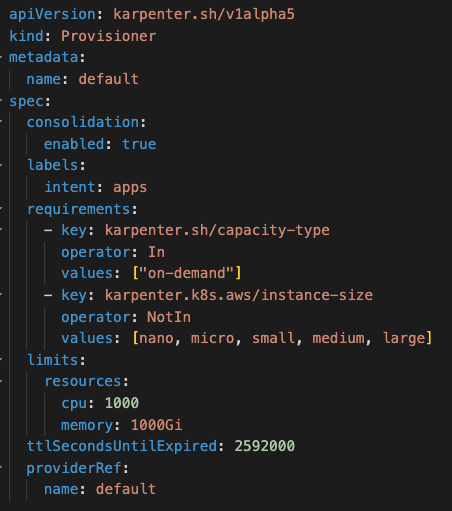 apiVersion: karpenter.sh/v1alpha5
kind: Provisioner
metadata:
  name: default
spec:
  consolidation:
    enabled: true
  labels:
    intent: apps
  requirements:
    - key: karpenter.sh/capacity-type
      operator: In
      values: ["on-demand"]
    - key: karpenter.k8s.aws/instance-size
      operator: NotIn
      values: [nano, micro, small, medium, large]
  limits:
    resources:
      cpu: 1000
      memory: 1000Gi
  ttlSecondsUntilExpired: 2592000
  providerRef:
    name: default